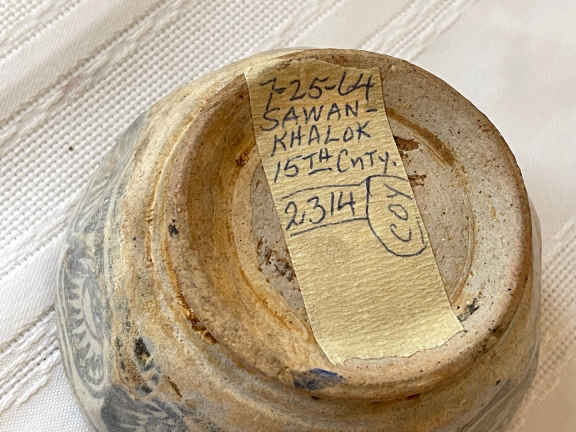 7-25-64
SAWAN-
KHALOK
15TH CNTY.
2314
COY